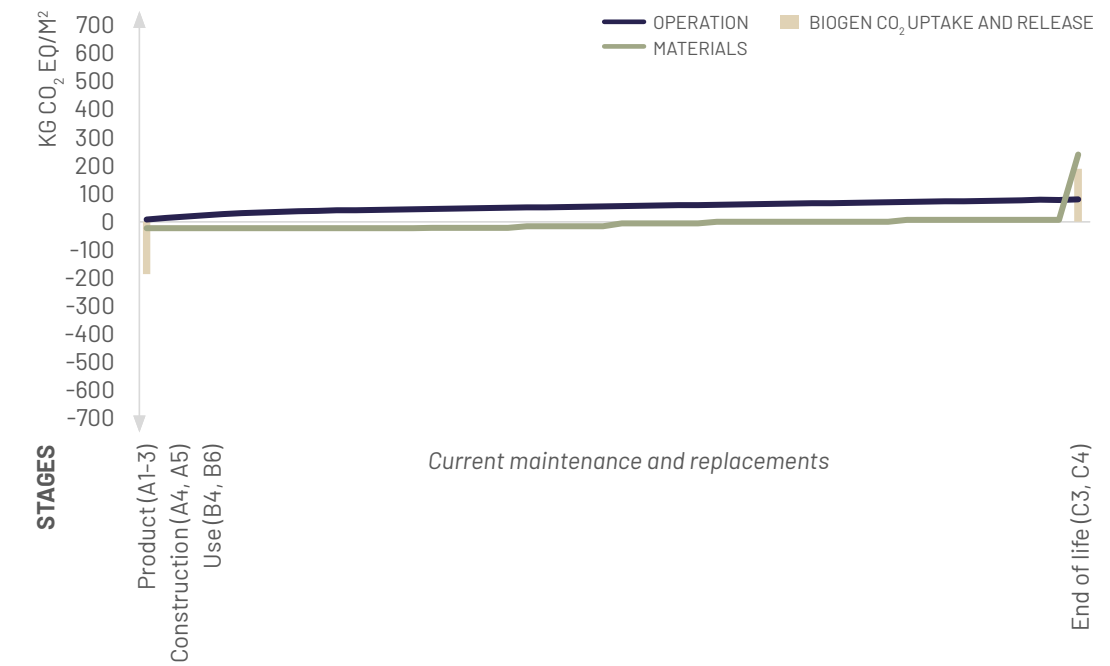 KG CO₂ EQ/M²
700
600
500
400
300
200
100
0
-100
-200
-300
-400
-500
-600
-700
OPERATION
MATERIALS
BIOGEN CO₂ UPTAKE AND RELEASE
STAGES
Product (A1-3)
Construction (A4, A5)
Use (B4, B6)
Current maintenance and replacements
End of life (C3, C4)